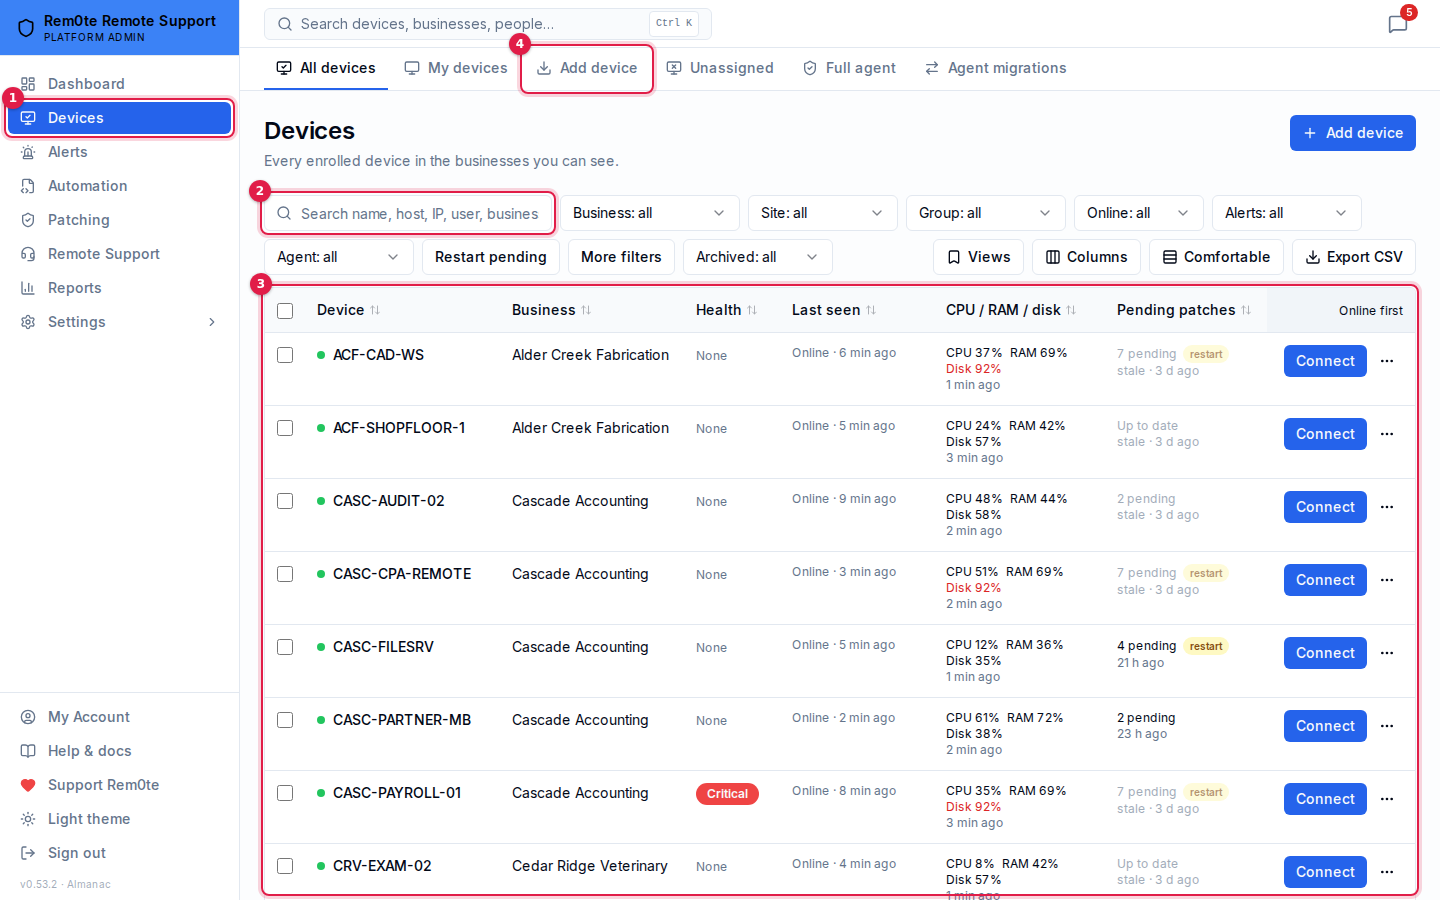 Rem0te Remote Support
PLATFORM ADMIN
Search devices, businesses, people...
Ctrl K
5
4
All devices
My devices
Add device
Unassigned
Full agent
Agent migrations
Dashboard
1
Devices
Alerts
Automation
Patching
Remote Support
Reports
Settings
My Account
Help & docs
Support Rem0te
Light theme
Sign out
v0.53.2 · Almanac
Devices
Every enrolled device in the businesses you can see.
Add device
2
Search name, host, IP, user, busines
Business: all
Site: all
Group: all
Online: all
Alerts: all
Agent: all
Restart pending
More filters
Archived: all
Views
Columns
Comfortable
Export CSV
3
Device
Business
Health
Last seen
CPU / RAM / disk
Pending patches
Online first
ACF-CAD-WS
Alder Creek Fabrication
None
Online · 6 min ago
CPU 37% RAM 69%
Disk 92%
1 min ago
7 pending restart
stale · 3 d ago
Connect
ACF-SHOPFLOOR-1
Alder Creek Fabrication
None
Online · 5 min ago
CPU 24% RAM 42%
Disk 57%
3 min ago
Up to date
stale · 3 d ago
Connect
CASC-AUDIT-02
Cascade Accounting
None
Online · 9 min ago
CPU 48% RAM 44%
Disk 58%
2 min ago
2 pending
stale · 3 d ago
Connect
CASC-CPA-REMOTE
Cascade Accounting
None
Online · 3 min ago
CPU 51% RAM 69%
Disk 92%
2 min ago
7 pending restart
stale · 3 d ago
Connect
CASC-FILESRV
Cascade Accounting
None
Online · 5 min ago
CPU 12% RAM 36%
Disk 35%
1 min ago
4 pending restart
21 h ago
Connect
CASC-PARTNER-MB
Cascade Accounting
None
Online · 2 min ago
CPU 61% RAM 72%
Disk 38%
2 min ago
2 pending
23 h ago
Connect
CASC-PAYROLL-01
Cascade Accounting
Critical
Online · 8 min ago
CPU 35% RAM 69%
Disk 92%
3 min ago
7 pending restart
stale · 3 d ago
Connect
CRV-EXAM-02
Cedar Ridge Veterinary
None
Online · 4 min ago
CPU 8% RAM 42%
Disk 57%
1 min ago
Up to date
stale · 3 d ago
Connect